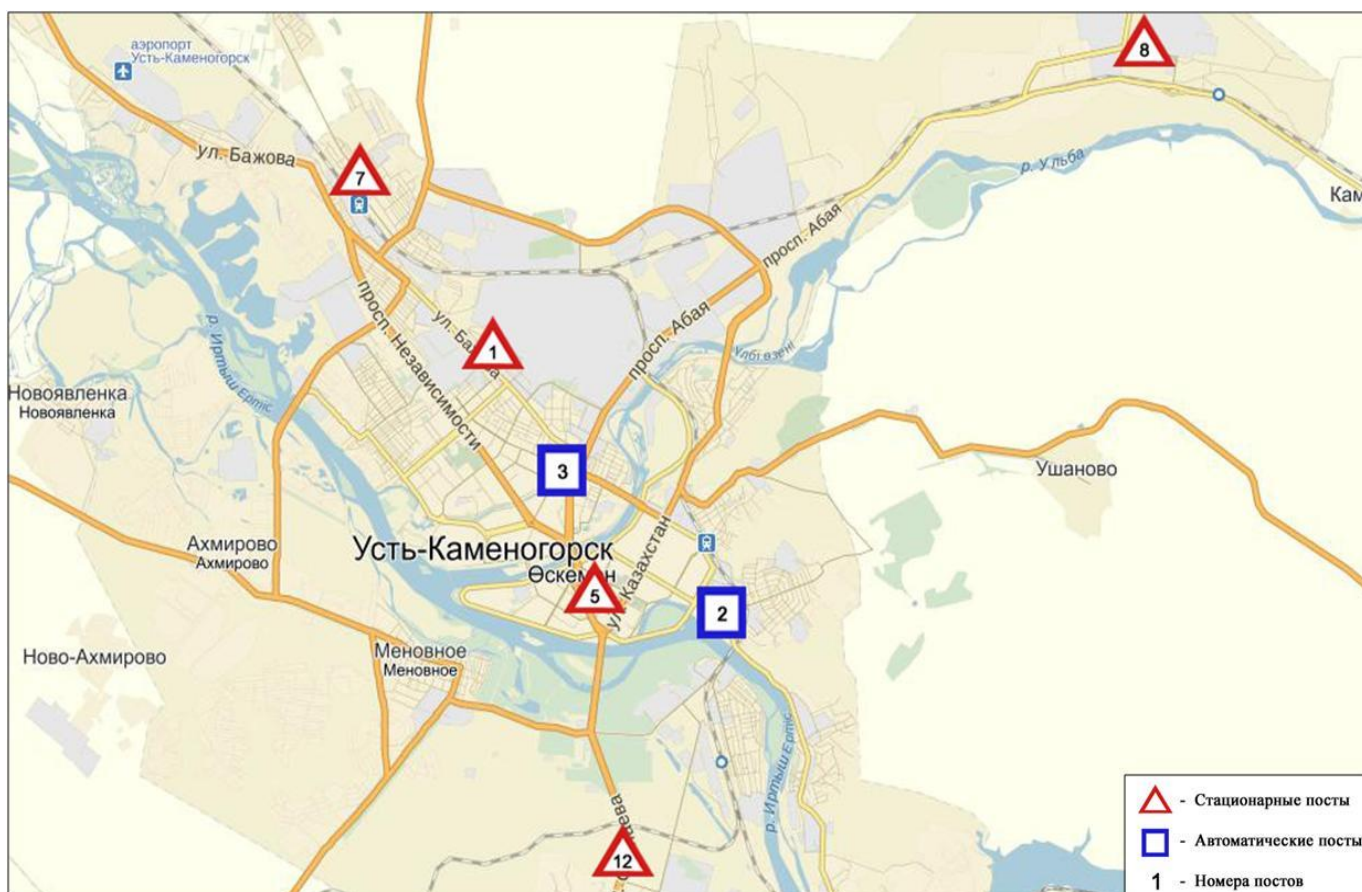 аэропорт
Усть-Каменогорск
8
ул. Бажова
7
р. Ульба
Кам
просп. Абая
р. Иртыш Ертіс
просп. Независимости
ул. Ба
1
просп. Абая
Үлбі өзені
Новоявленка
Новоявленка
3
Ушаново
Ахмирово
Ахмирово
Усть-Каменогорск
Өскемен
5
ул. Казахстан
2
Ново-Ахмирово
Меновное
Меновное
р. Иртыш Ертіс
12
- Стационарные посты
- Автоматические посты
1 - Номера постов